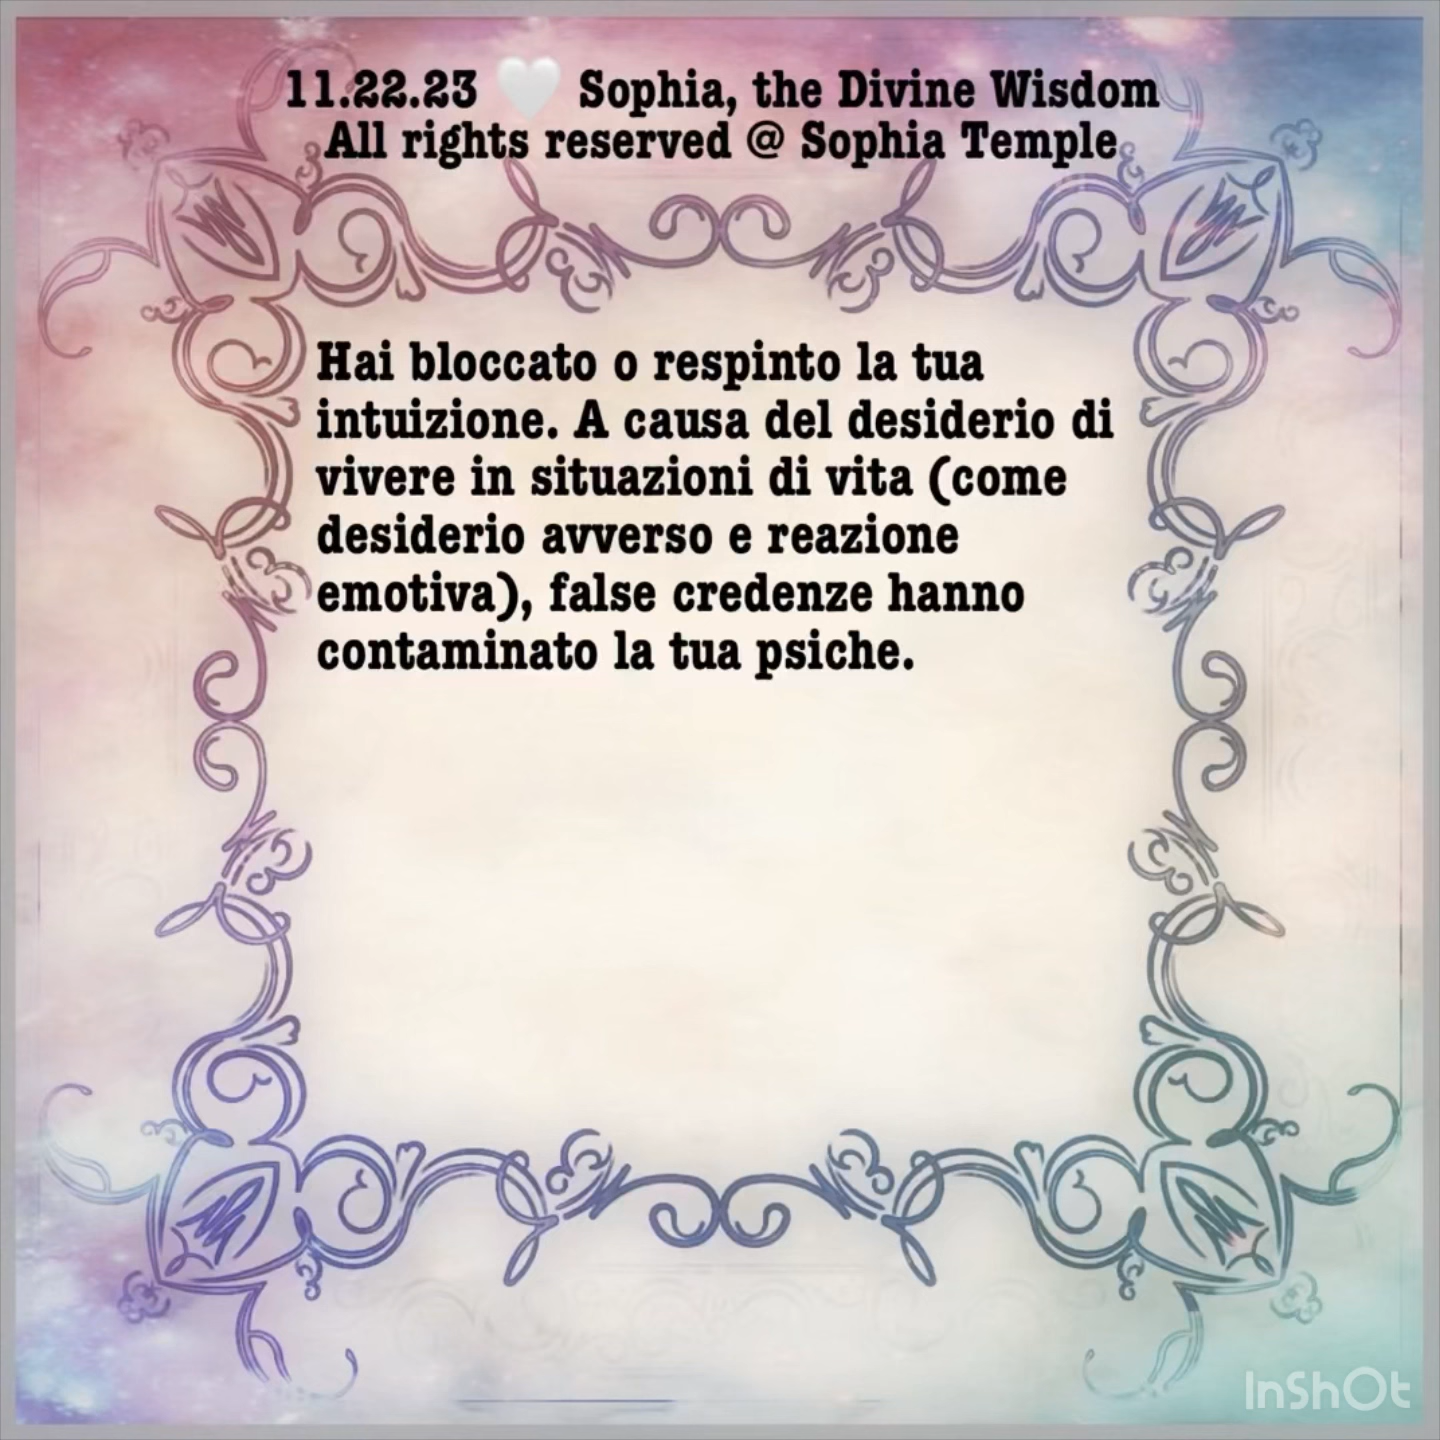 11.22.23 🤍 Sophia, the Divine Wisdom
All rights reserved @ Sophia Temple
Hai bloccato o respinto la tua
intuizione. A causa del desiderio di
vivere in situazioni di vita (come
desiderio avverso e reazione
emotiva), false credenze hanno
contaminato la tua psiche.
InShOt